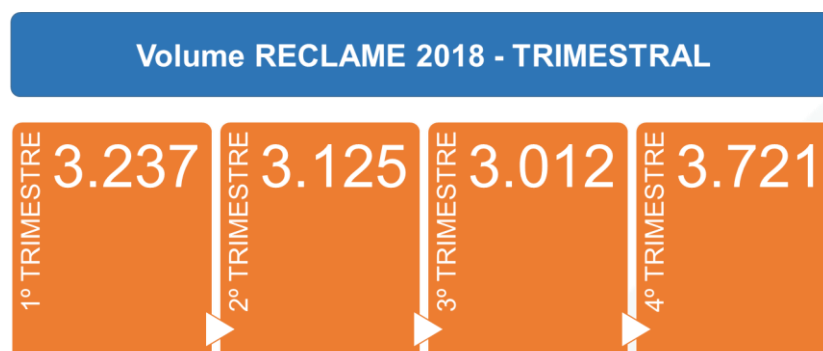 Volume RECLAME 2018 - TRIMESTRAL
1º TRIMESTRE
3.237
2º TRIMESTRE
3.125
3º TRIMESTRE
3.012
4º TRIMESTRE
3.721